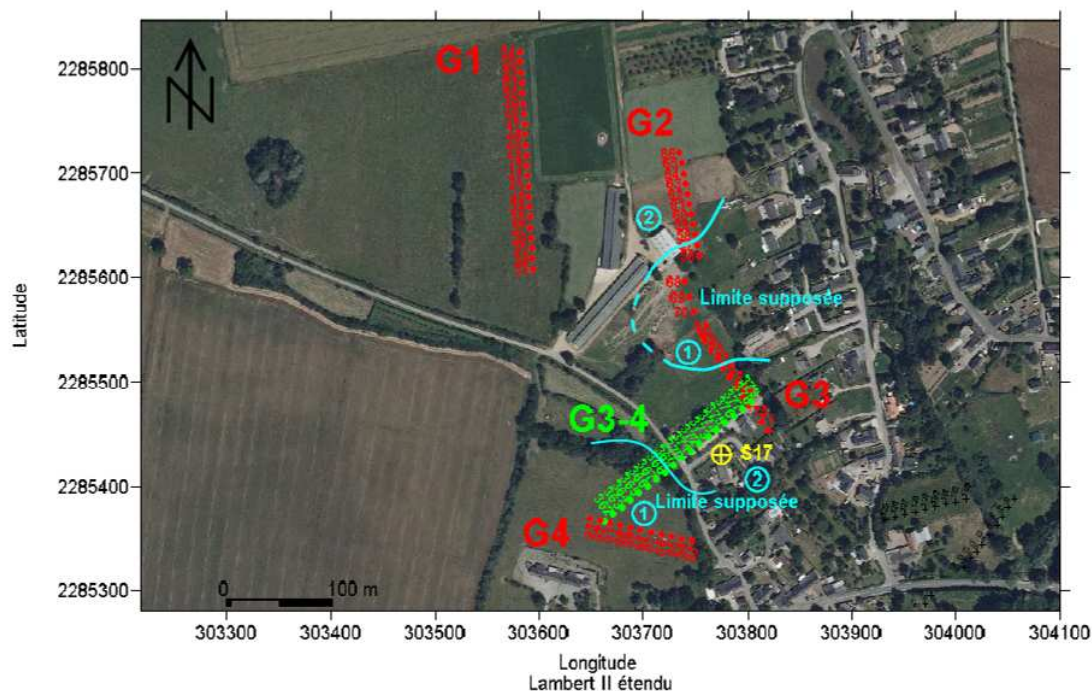 2285800
2285700
2285600
2285500
2285400
2285300
Latitude
N
G1
G2
②
Limite supposée
①
G3
G3-4
S17
②
Limite supposée
①
G4
0
100 m
303300
303400
303500
303600
303700
303800
303900
304000
304100
Longitude
Lambert II étendu